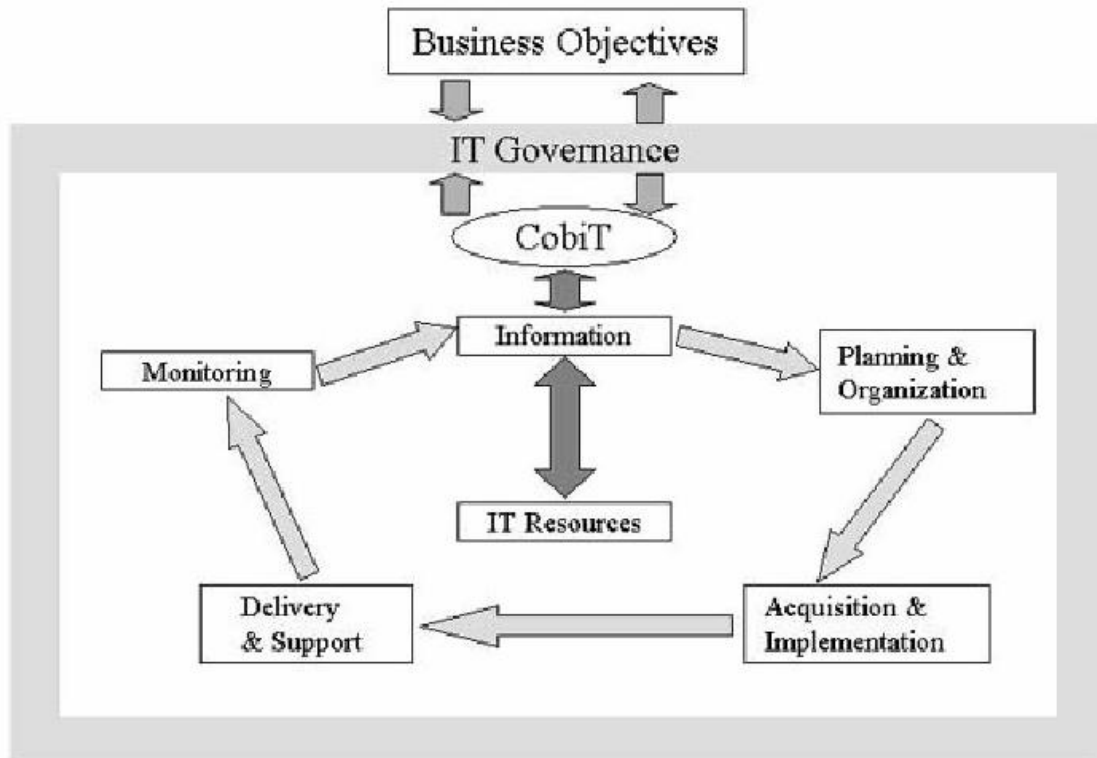 Business Objectives
IT Governance
CobiT
Information
Monitoring
Planning &
Organization
IT Resources
Delivery
& Support
Acquisition &
Implementation